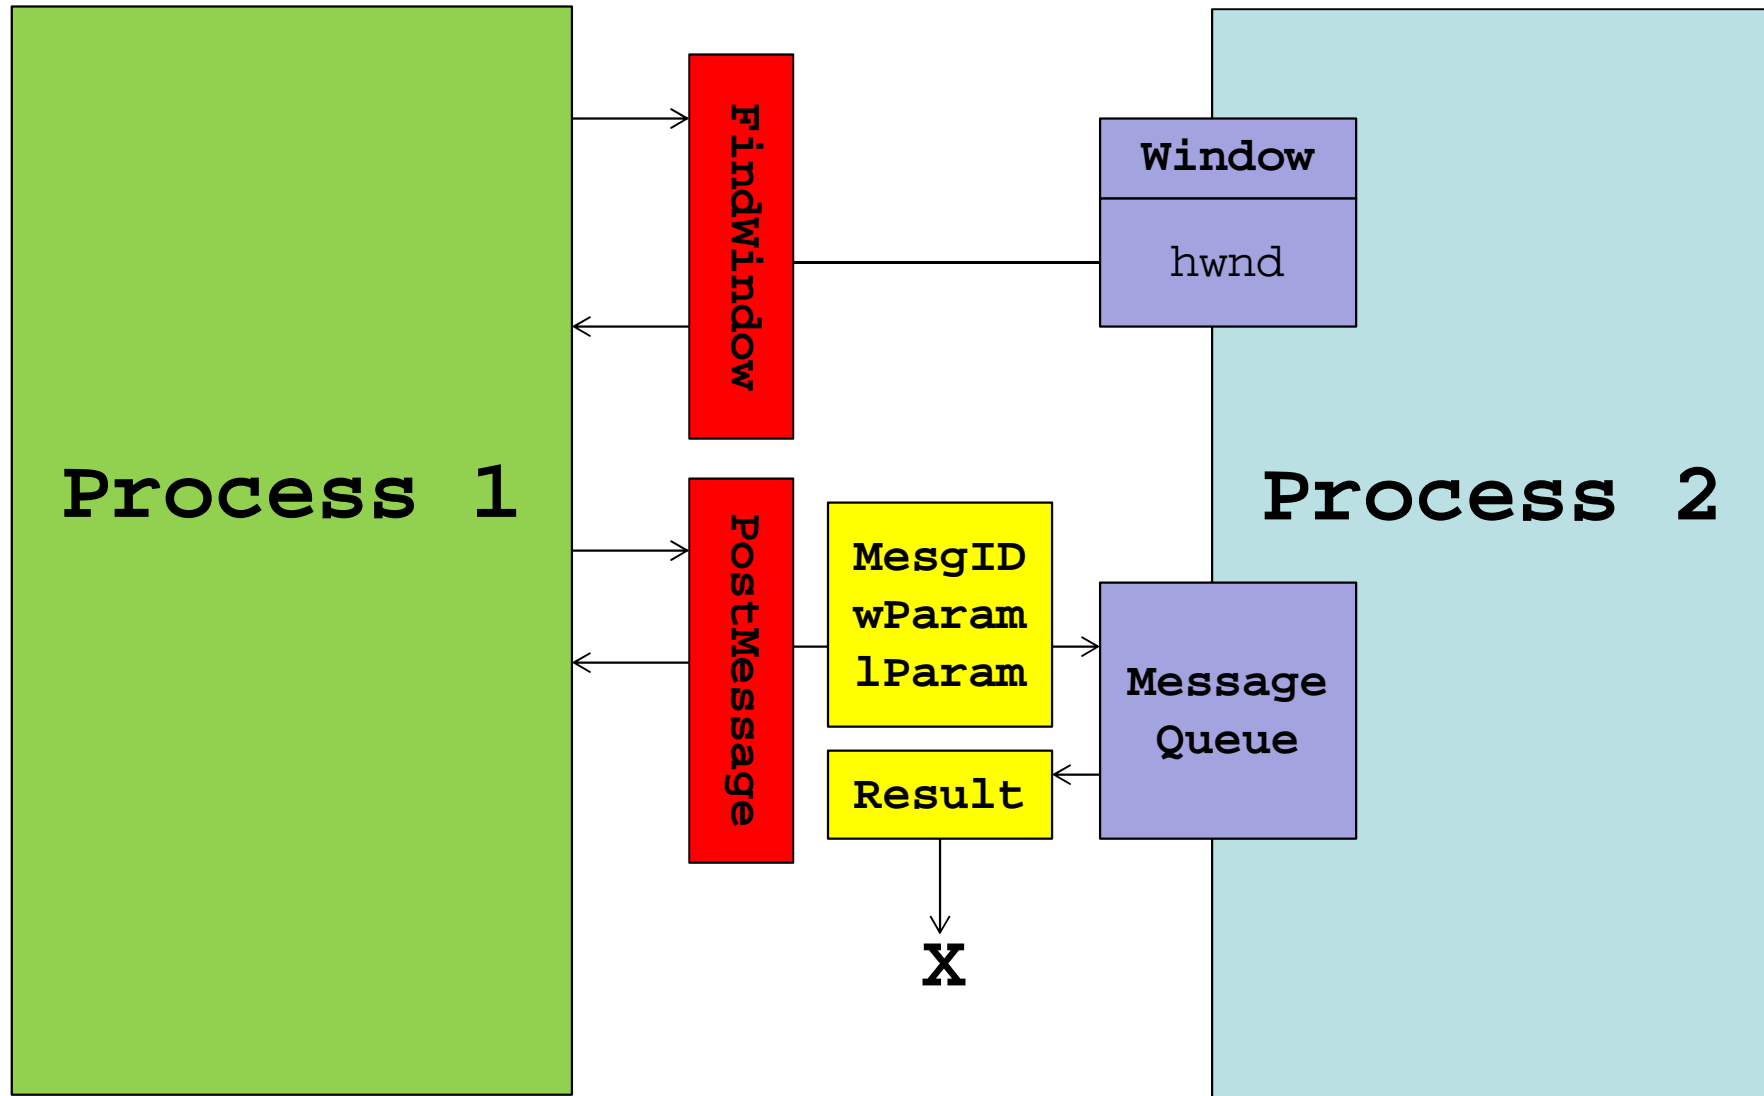 Process 1
FindWindow
Window
hwnd
Process 2
PostMessage
MesgID
wParam
lParam
Message
Queue
Result
X